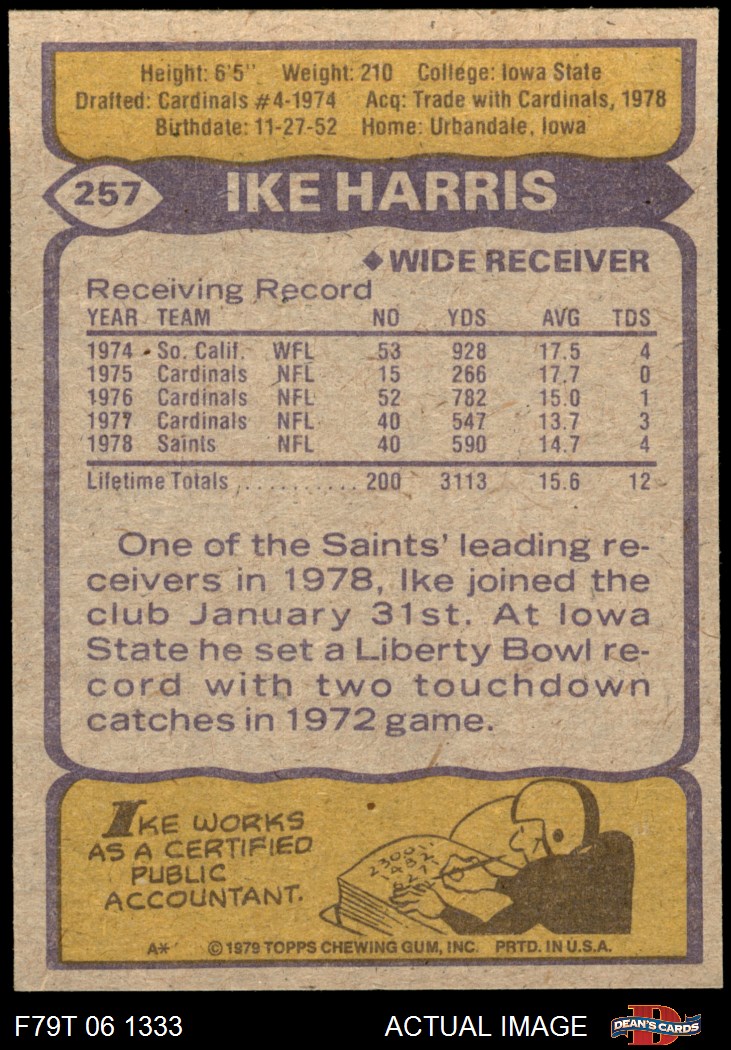 Height: 6'5" Weight: 210 College: Iowa State
Drafted: Cardinals #4-1974 Acq: Trade with Cardinals, 1978
Birthdate: 11-27-52 Home: Urbandale, Iowa
257 IKE HARRIS
◆ WIDE RECEIVER
Receiving Record
YEAR TEAM NO YDS AVG TDS
1974 So. Calif. WFL 53 928 17.5 4
1975 Cardinals NFL 15 266 17.7 0
1976 Cardinals NFL 52 782 15.0 1
1977 Cardinals NFL 40 547 13.7 3
1978 Saints NFL 40 590 14.7 4
Lifetime Totals ........... 200 3113 15.6 12
One of the Saints' leading re-
ceivers in 1978, Ike joined the
club January 31st. At Iowa
State he set a Liberty Bowl re-
cord with two touchdown
catches in 1972 game.
IKE WORKS
AS A CERTIFIED
PUBLIC
ACCOUNTANT.
23001
1482
A* © 1979 TOPPS CHEWING GUM, INC. PRTD. IN U.S.A.
F79T 06 1333 ACTUAL IMAGE DEAN'S CARDS